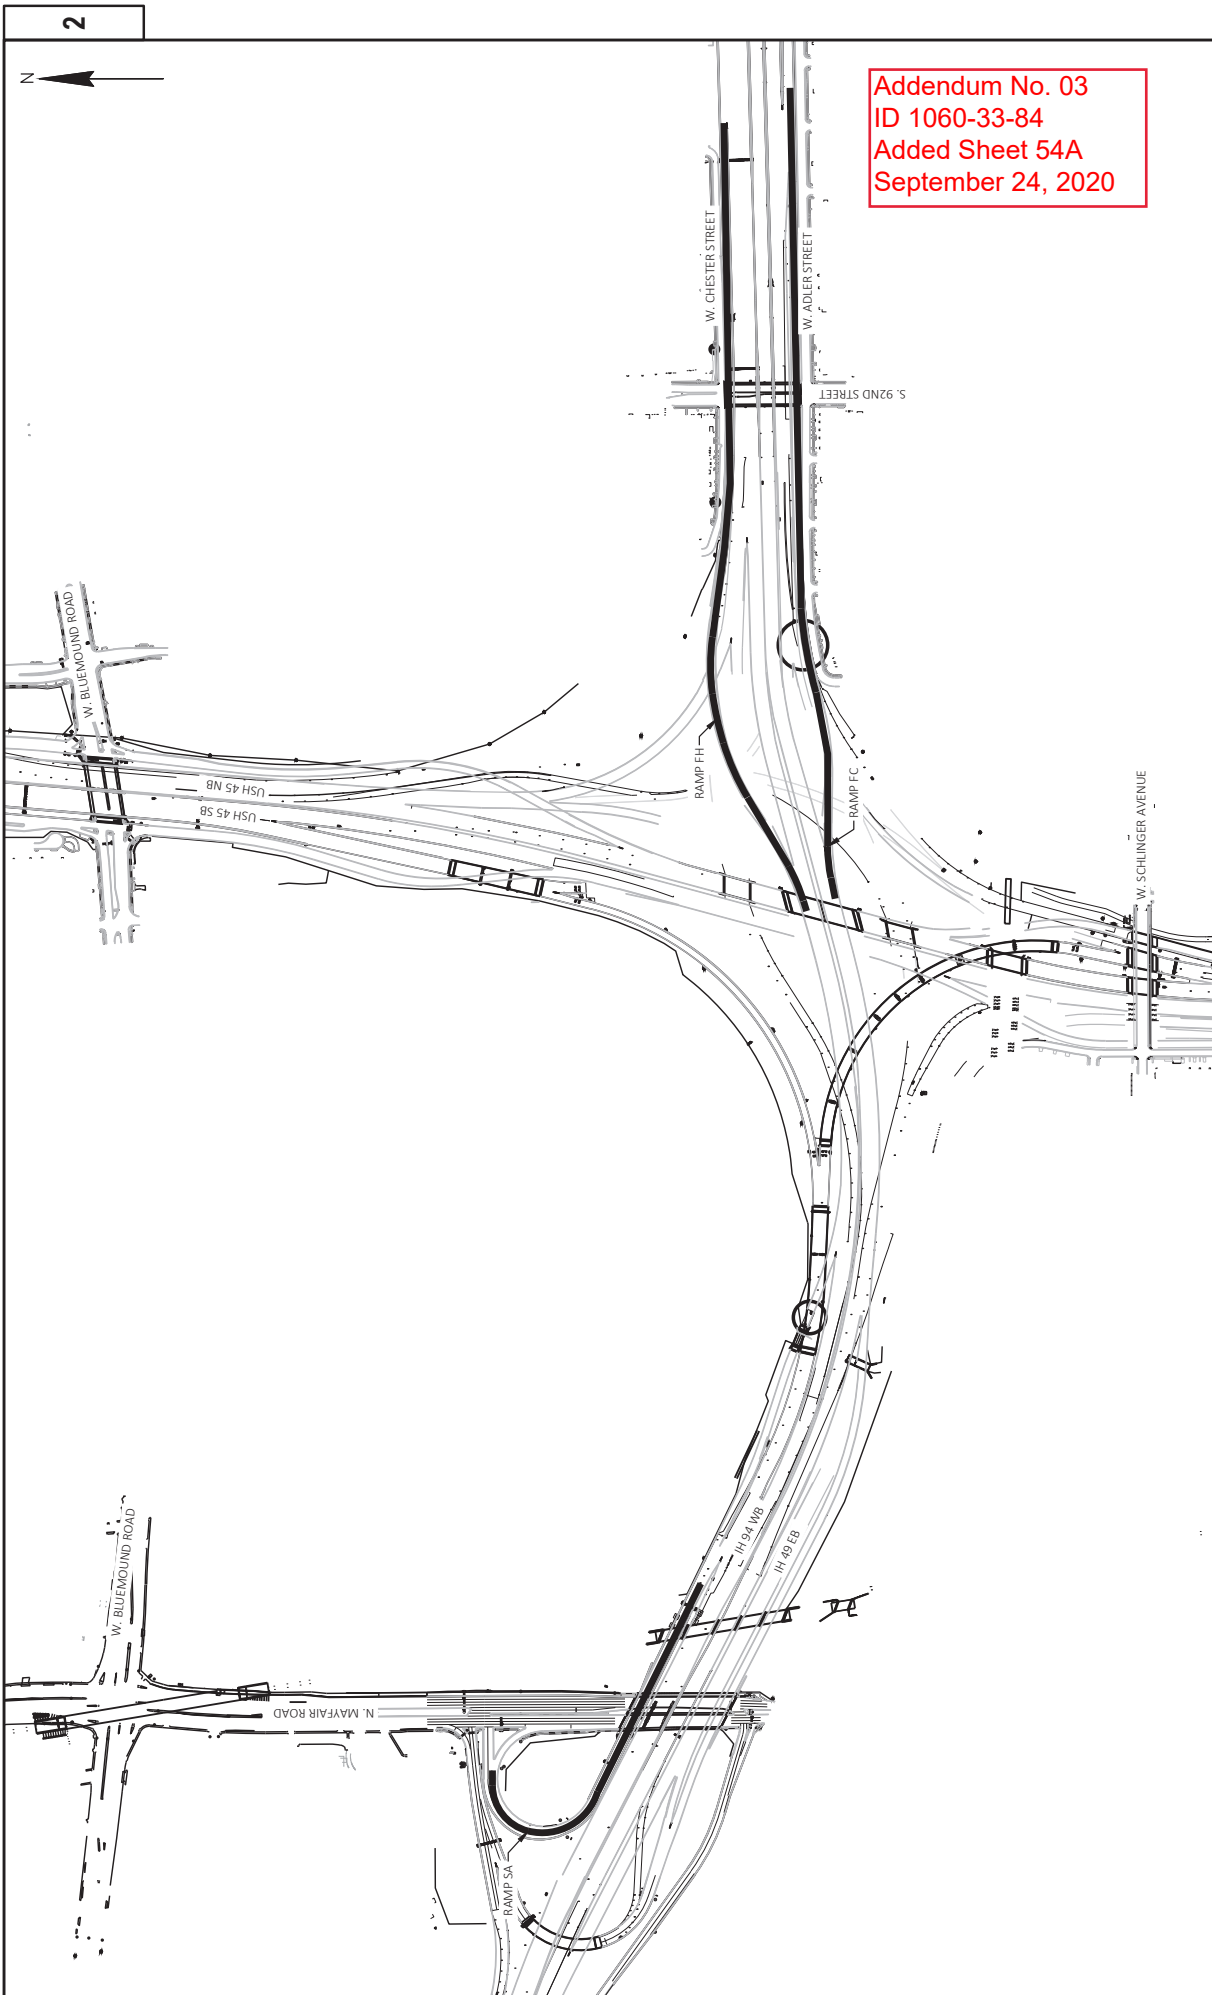 2
N
Addendum No. 03
ID 1060-33-84
Added Sheet 54A
September 24, 2020
W. CHESTER STREET
W. ADLER STREET
S. 92ND STREET
W. BLUEMOUND ROAD
USH 45 NB
USH 45 SB
RAMP FH
RAMP FC
W. SCHLINGER AVENUE
W. BLUEMOUND ROAD
IH 94 WB
IH 49 EB
N. MAYFAIR ROAD
RAMP SA